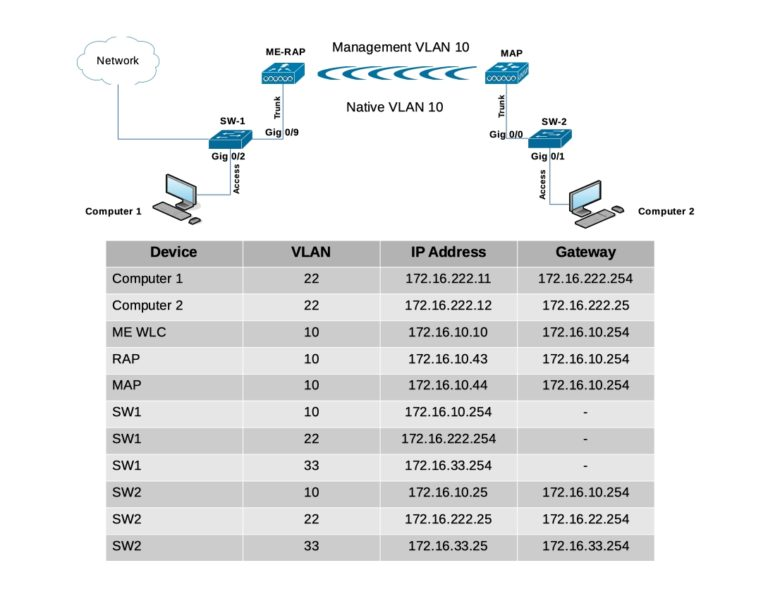 Management VLAN 10
ME-RAP
MAP
Network
Native VLAN 10
Trunk
Trunk
SW-1
SW-2
Gig 0/9
Gig 0/0
Gig 0/2
Gig 0/1
Access
Access
Computer 1
Computer 2
Device VLAN IP Address Gateway
Computer 1 22 172.16.222.11 172.16.222.254
Computer 2 22 172.16.222.12 172.16.222.25
ME WLC 10 172.16.10.10 172.16.10.254
RAP 10 172.16.10.43 172.16.10.254
MAP 10 172.16.10.44 172.16.10.254
SW1 10 172.16.10.254 -
SW1 22 172.16.222.254 -
SW1 33 172.16.33.254 -
SW2 10 172.16.10.25 172.16.10.254
SW2 22 172.16.222.25 172.16.22.254
SW2 33 172.16.33.25 172.16.33.254